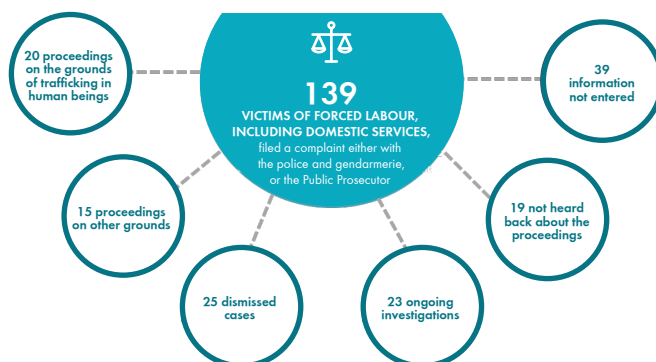 139
VICTIMS OF FORCED LABOUR,
INCLUDING DOMESTIC SERVICES,
filed a complaint either with
the police and gendarmerie,
or the Public Prosecutor
20 proceedings
on the grounds
of trafficking in
human beings
15 proceedings
on other grounds
25 dismissed
cases
23 ongoing
investigations
19 not heard
back about the
proceedings
39
information
not entered